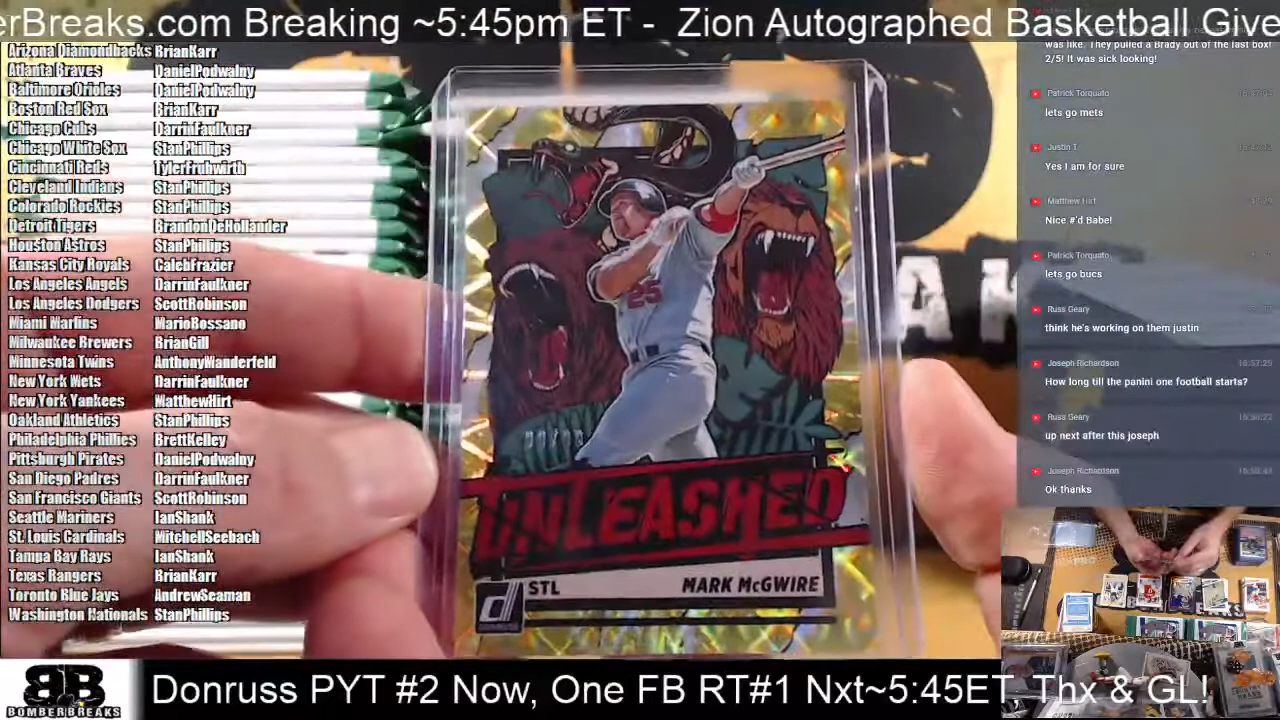 erBreaks.com Breaking ~5:45pm ET - Zion Autographed Basketball Give
Arizona Diamondbacks BrianKarr
Atlanta Braves DanielPodwalny
Baltimore Orioles DanielPodwalny
Boston Red Sox BrianKarr
Chicago Cubs DarrinFaulkner
Chicago White Sox StanPhillips
Cincinnati Reds TylerFruhwirth
Cleveland Indians StanPhillips
Colorado Rockies StanPhillips
Detroit Tigers BrandonDeHollander
Houston Astros StanPhillips
Kansas City Royals CalebFrazier
Los Angeles Angels DarrinFaulkner
Los Angeles Dodgers ScottRobinson
Miami Marlins MarioBossano
Milwaukee Brewers BrianGill
Minnesota Twins AnthonyWanderfeld
New York Mets DarrinFaulkner
New York Yankees MatthewHirt
Oakland Athletics StanPhillips
Philadelphia Phillies BrettKelley
Pittsburgh Pirates DanielPodwalny
San Diego Padres DarrinFaulkner
San Francisco Giants ScottRobinson
Seattle Mariners IanShank
St. Louis Cardinals MitchellSeebach
Tampa Bay Rays IanShank
Texas Rangers BrianKarr
Toronto Blue Jays AndrewSeaman
Washington Nationals StanPhillips
25
UNLEASHED
STL MARK McGWIRE
d
DONRUSS
was like. They pulled a Brady out of the last box!
2/5! It was sick looking!
Patrick Torquato
lets go mets
Justin T
Yes I am for sure
Matthew Hirt
Nice #'d Babe!
Patrick Torquato
lets go bucs
Russ Geary
think he's working on them justin
Joseph Richardson 16:57:29
How long till the panini one football starts?
Russ Geary
up next after this joseph
Joseph Richardson
Ok thanks
BB
BOMBERBREAKS
Donruss PYT #2 Now, One FB RT#1 Nxt~5:45ET, Thx & GL!